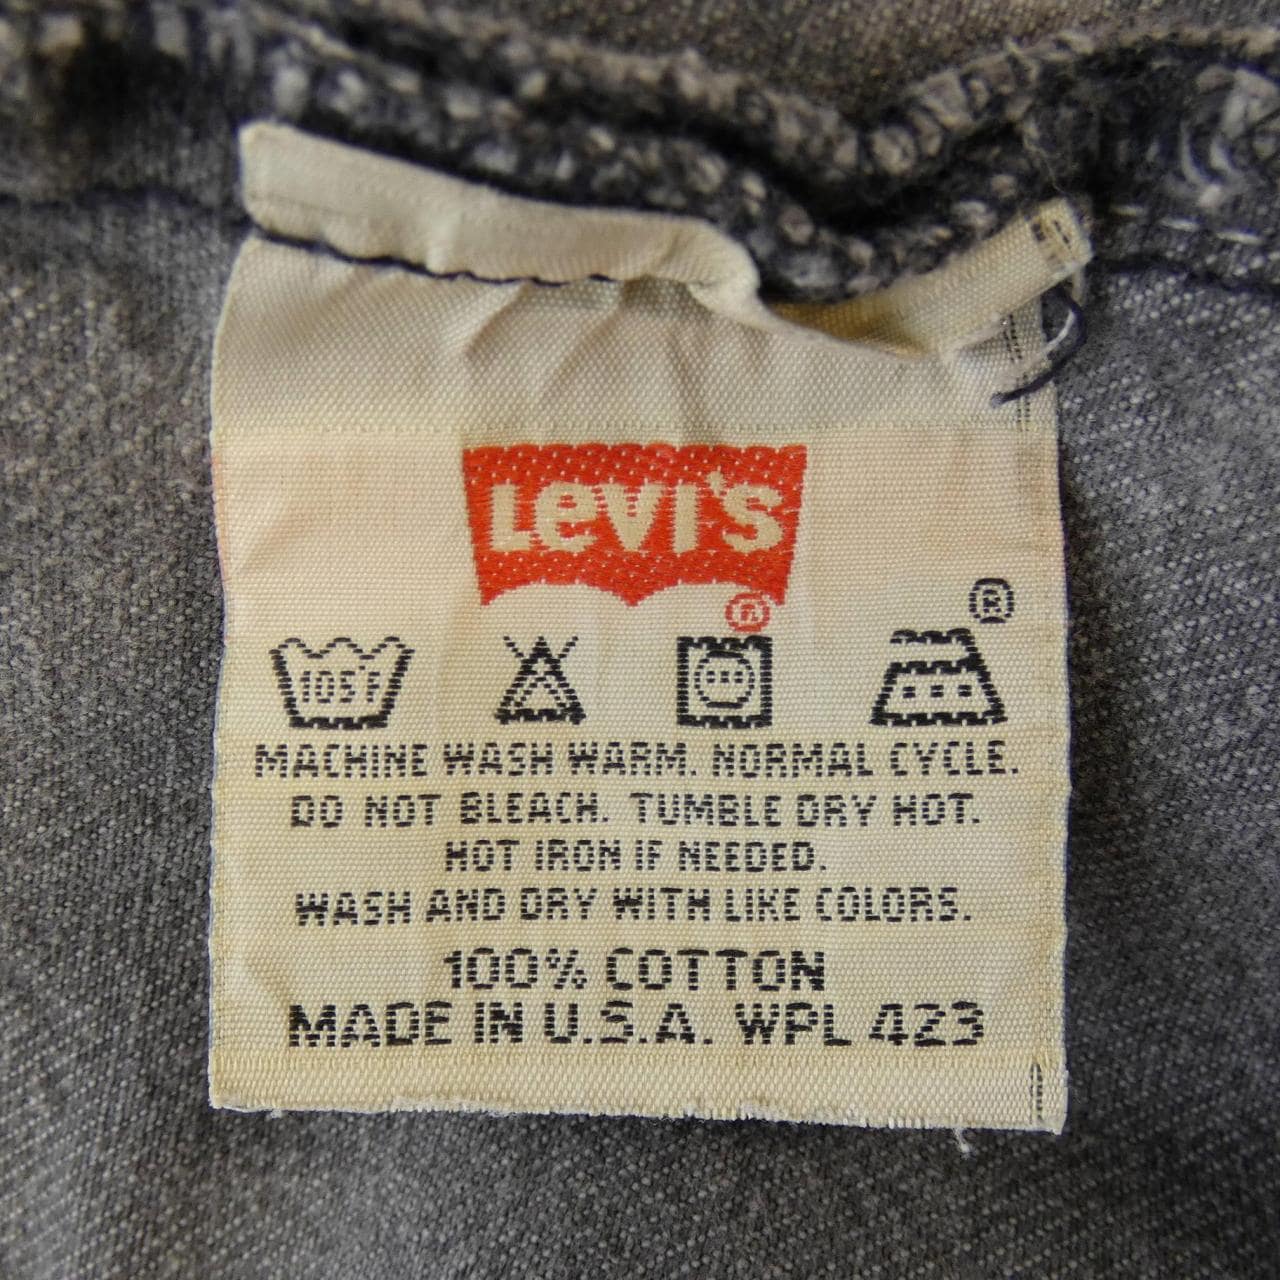 Levi's
®
®
105°F
MACHINE WASH WARM. NORMAL CYCLE.
DO NOT BLEACH. TUMBLE DRY HOT.
HOT IRON IF NEEDED.
WASH AND DRY WITH LIKE COLORS.
100% COTTON
MADE IN U.S.A. WPL 423